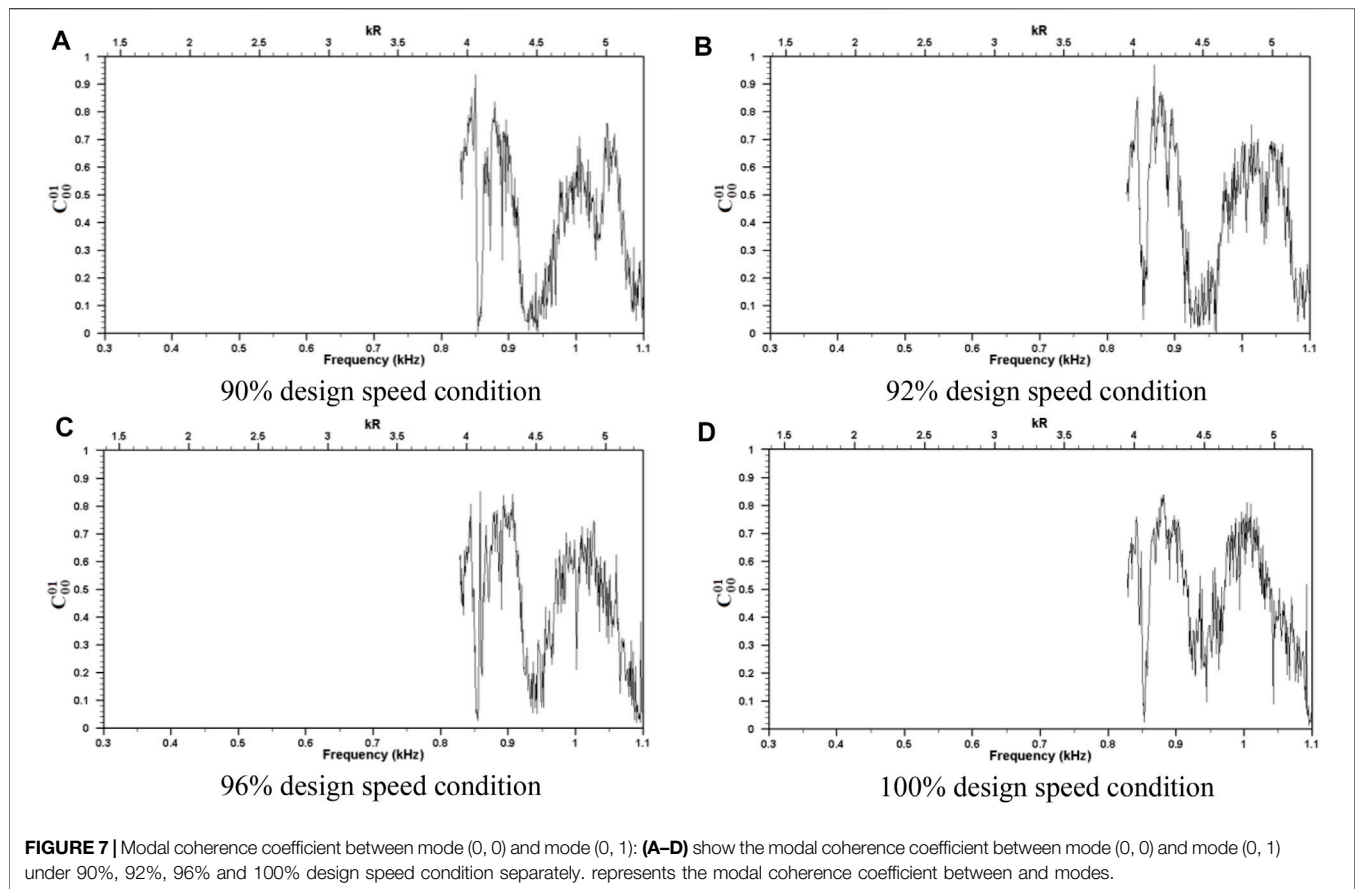 A
kR
1.5 2 2.5 3 3.5 4 4.5 5
1
0.9
0.8
0.7
0.6
0.5
0.4
0.3
0.2
0.1
0
C 01 00
0.3 0.4 0.5 0.6 0.7 0.8 0.9 1 1.1
Frequency (kHz)
90% design speed condition
B
kR
1.5 2 2.5 3 3.5 4 4.5 5
1
0.9
0.8
0.7
0.6
0.5
0.4
0.3
0.2
0.1
0
C 01 00
0.3 0.4 0.5 0.6 0.7 0.8 0.9 1 1.1
Frequency (kHz)
92% design speed condition
C
kR
1.5 2 2.5 3 3.5 4 4.5 5
1
0.9
0.8
0.7
0.6
0.5
0.4
0.3
0.2
0.1
0
C 01 00
0.3 0.4 0.5 0.6 0.7 0.8 0.9 1 1.1
Frequency (kHz)
96% design speed condition
D
kR
1.5 2 2.5 3 3.5 4 4.5 5
1
0.9
0.8
0.7
0.6
0.5
0.4
0.3
0.2
0.1
0
C 01 00
0.3 0.4 0.5 0.6 0.7 0.8 0.9 1 1.1
Frequency (kHz)
100% design speed condition
FIGURE 7 | Modal coherence coefficient between mode (0, 0) and mode (0, 1): (A–D) show the modal coherence coefficient between mode (0, 0) and mode (0, 1)
under 90%, 92%, 96% and 100% design speed condition separately. represents the modal coherence coefficient between and modes.